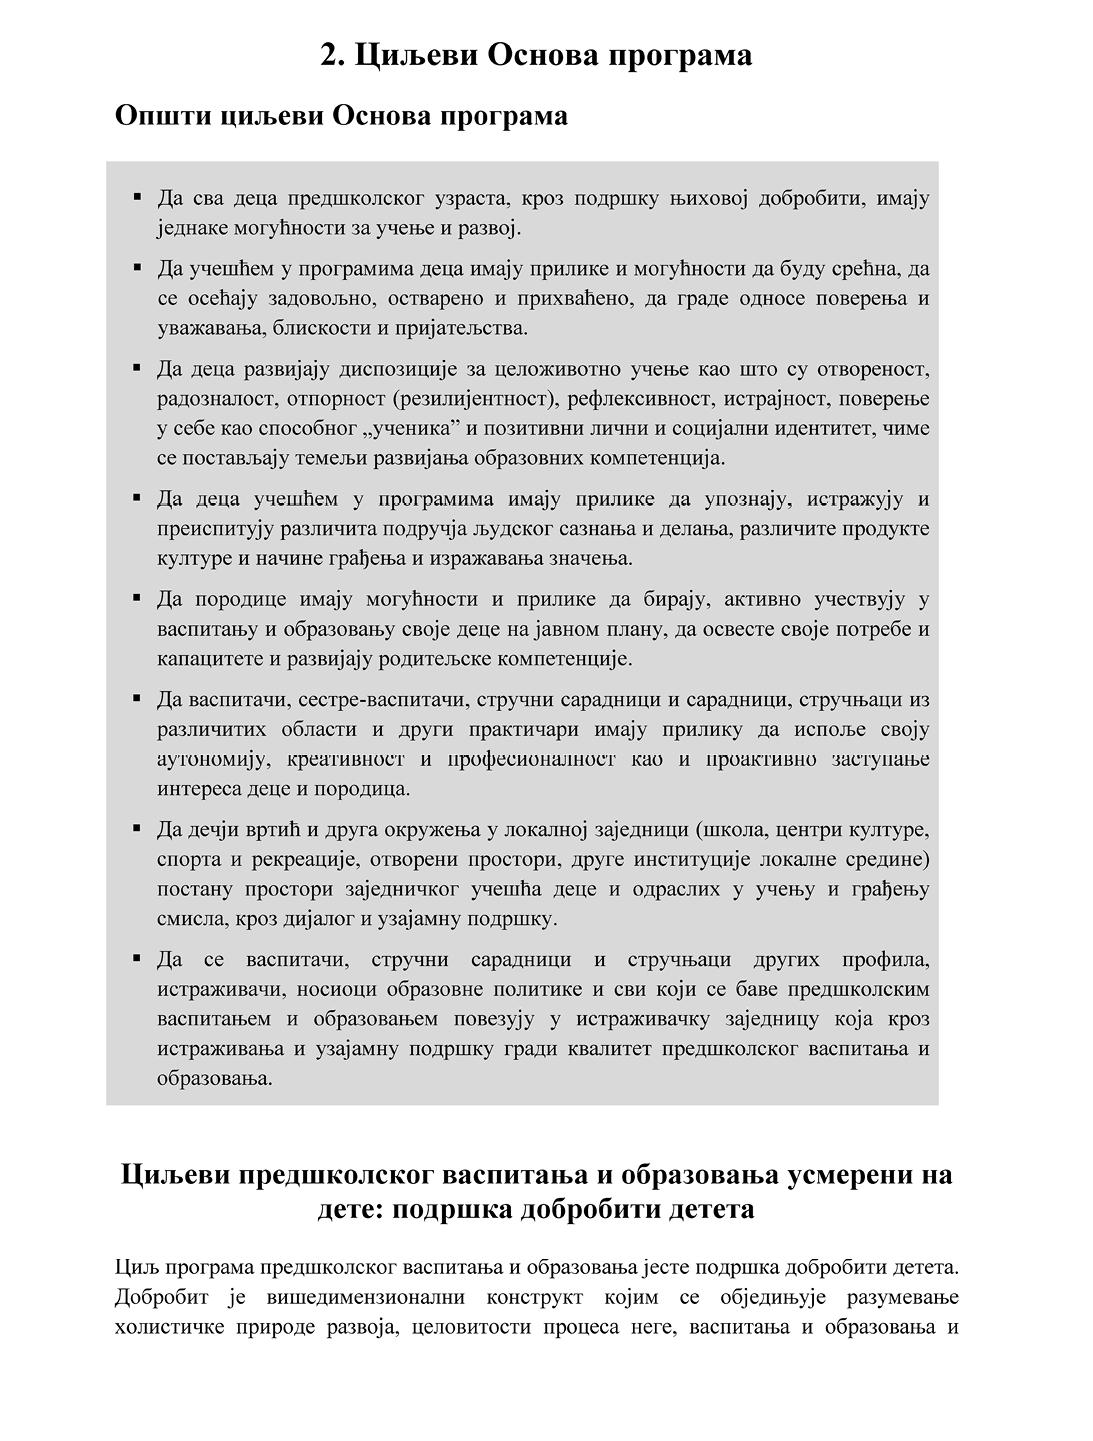 2. Циљеви Основа програма
Општи циљеви Основа програма
▪ Да сва деца предшколског узраста, кроз подршку њиховој добробити, имају
једнаке могућности за учење и развој.
▪ Да учешћем у програмима деца имају прилике и могућности да буду срећна, да
се осећају задовољно, остварено и прихваћено, да граде односе поверења и
уважавања, блискости и пријатељства.
▪ Да деца развијају диспозиције за целоживотно учење као што су отвореност,
радозналост, отпорност (резилијентност), рефлексивност, истрајност, поверење
у себе као способног „ученика” и позитивни лични и социјални идентитет, чиме
се постављају темељи развијања образовних компетенција.
▪ Да деца учешћем у програмима имају прилике да упознају, истражују и
преиспитују различита подручја људског сазнања и делања, различите продукте
културе и начине грађења и изражавања значења.
▪ Да породице имају могућности и прилике да бирају, активно учествују у
васпитању и образовању своје деце на јавном плану, да освесте своје потребе и
капацитете и развијају родитељске компетенције.
▪ Да васпитачи, сестре-васпитачи, стручни сарадници и сарадници, стручњаци из
различитих области и други практичари имају прилику да испоље своју
аутономију, креативност и професионалност као и проактивно заступање
интереса деце и породица.
▪ Да дечји вртић и друга окружења у локалној заједници (школа, центри културе,
спорта и рекреације, отворени простори, друге институције локалне средине)
постану простори заједничког учешћа деце и одраслих у учењу и грађењу
смисла, кроз дијалог и узајамну подршку.
▪ Да се васпитачи, стручни сарадници и стручњаци других профила,
истраживачи, носиоци образовне политике и сви који се баве предшколским
васпитањем и образовањем повезују у истраживачку заједницу која кроз
истраживања и узајамну подршку гради квалитет предшколског васпитања и
образовања.
Циљеви предшколског васпитања и образовања усмерени на
дете: подршка добробити детета
Циљ програма предшколског васпитања и образовања јесте подршка добробити детета.
Добробит је вишедимензионални конструкт којим се обједињује разумевање
холистичке природе развоја, целовитости процеса неге, васпитања и образовања и